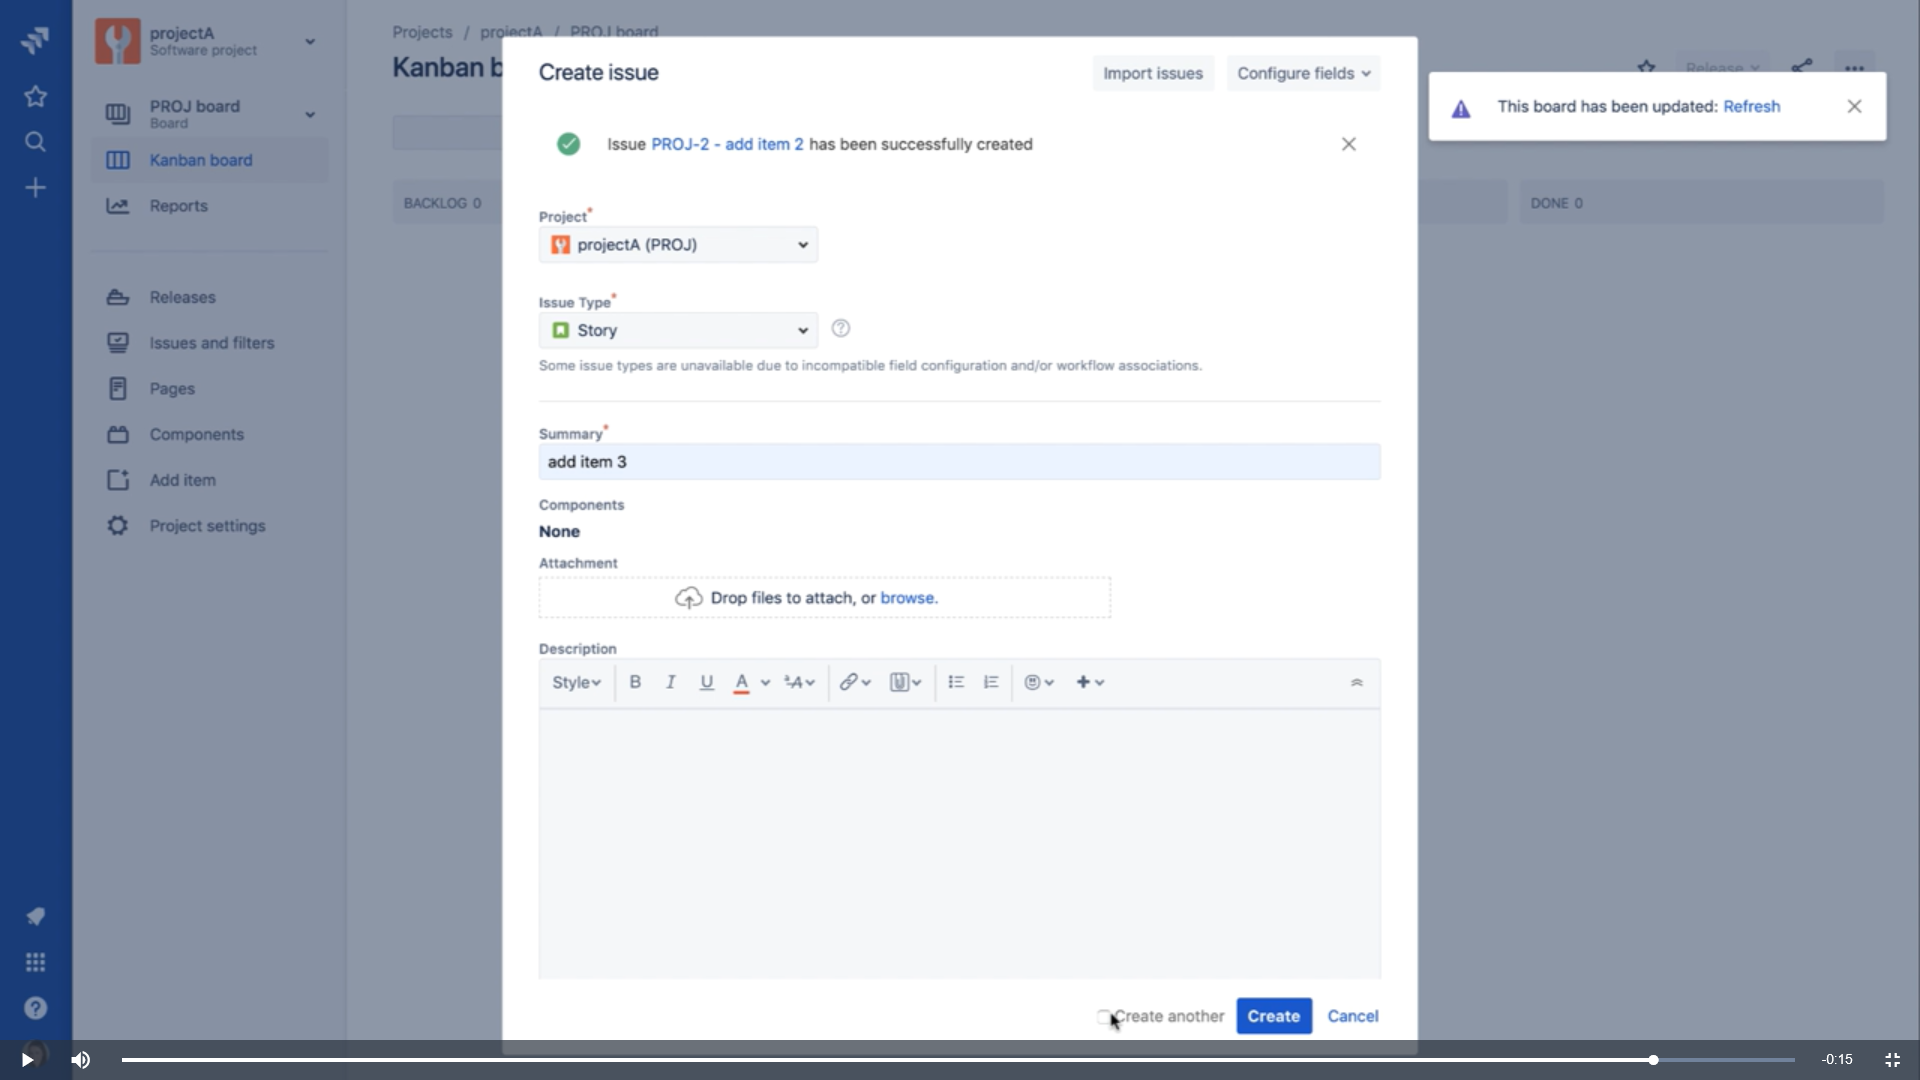 projectA
Software project
PROJ board
Board
Kanban board
Reports
Releases
Issues and filters
Pages
Components
Add item
Project settings
Projects / projectA / PROJ board
Kanban b
Release
BACKLOG 0
DONE 0
This board has been updated: Refresh
Create issue
Import issues
Configure fields
Issue PROJ-2 - add item 2 has been successfully created
Project*
projectA (PROJ)
Issue Type*
Story
Some issue types are unavailable due to incompatible field configuration and/or workflow associations.
Summary*
add item 3
Components
None
Attachment
Drop files to attach, or browse.
Description
Style
Create another
Create
Cancel
-0:15